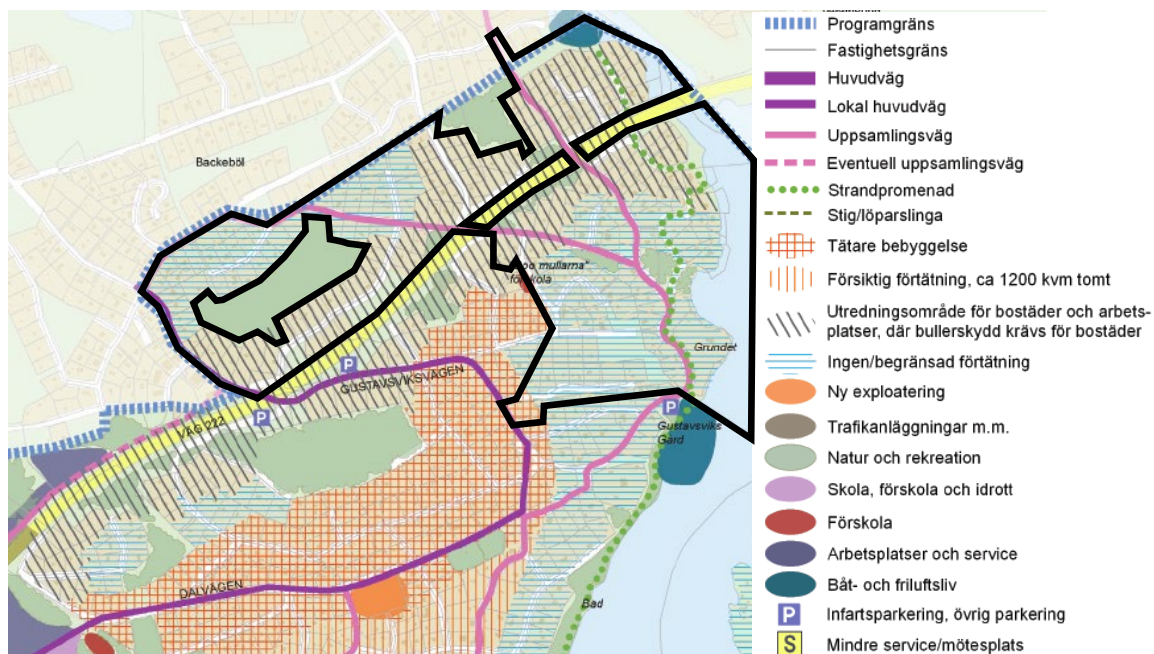 Programgräns
Fastighetsgräns
Huvudväg
Lokal huvudväg
Uppsamlingsväg
Eventuell uppsamlingsväg
Strandpromenad
Stig/löparslinga
Tätare bebyggelse
Försiktig förtätning, ca 1200 kvm tomt
Utredningsområde för bostäder och arbets-
platser, där bullerskydd krävs för bostäder
Ingen/begränsad förtätning
Ny exploatering
Trafikanläggningar m.m.
Natur och rekreation
Skola, förskola och idrott
Förskola
Arbetsplatser och service
Båt- och friluftsliv
P Infartsparkering, övrig parkering
S Mindre service/mötesplats
Backeböl
mullarna"
förskola
Grundet
P
GUSTAVSVIKSVÄGEN
P
VÄG 222
P
Gustavsviks
Gård
DALVÄGEN
Bad